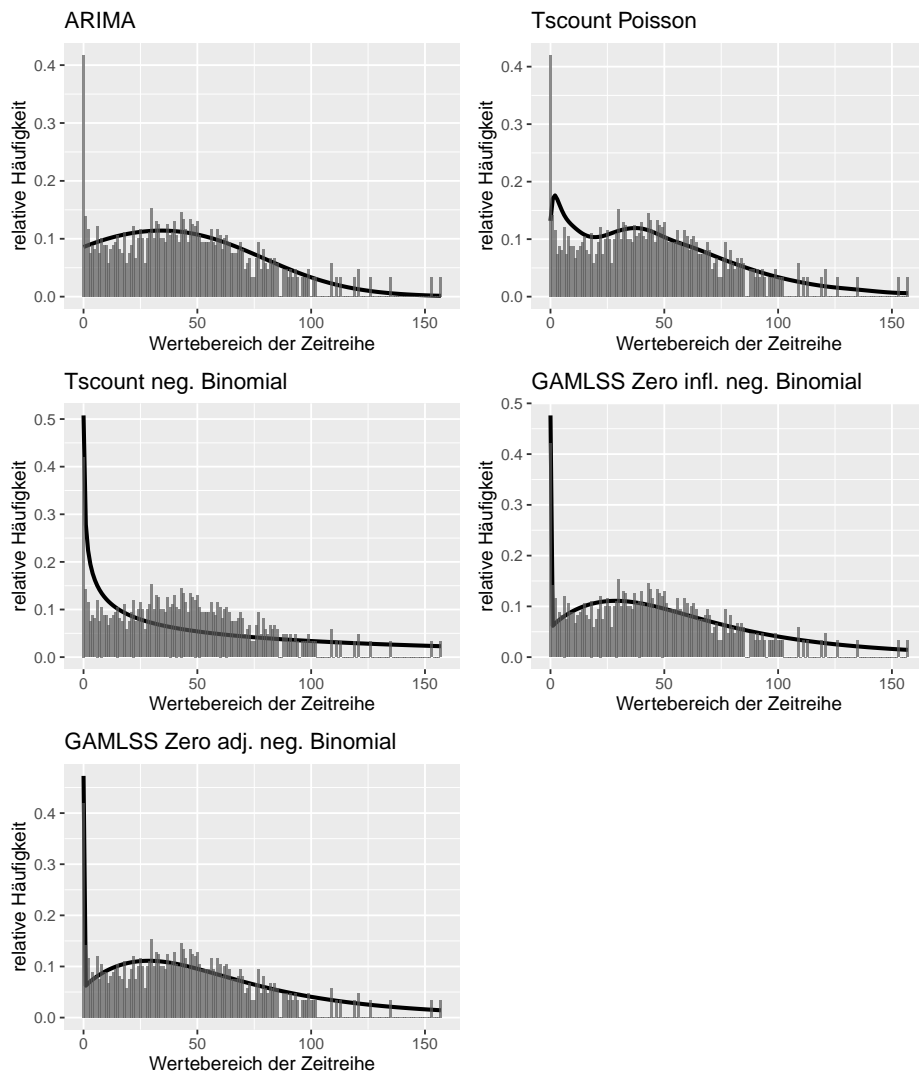 ARIMA
relative Häufigkeit
0.4
0.3
0.2
0.1
0.0
0 50 100 150
Wertebereich der Zeitreihe
Tscount Poisson
relative Häufigkeit
0.4
0.3
0.2
0.1
0.0
0 50 100 150
Wertebereich der Zeitreihe
Tscount neg. Binomial
relative Häufigkeit
0.5
0.4
0.3
0.2
0.1
0.0
0 50 100 150
Wertebereich der Zeitreihe
GAMLSS Zero infl. neg. Binomial
relative Häufigkeit
0.5
0.4
0.3
0.2
0.1
0.0
0 50 100 150
Wertebereich der Zeitreihe
GAMLSS Zero adj. neg. Binomial
relative Häufigkeit
0.4
0.3
0.2
0.1
0.0
0 50 100 150
Wertebereich der Zeitreihe